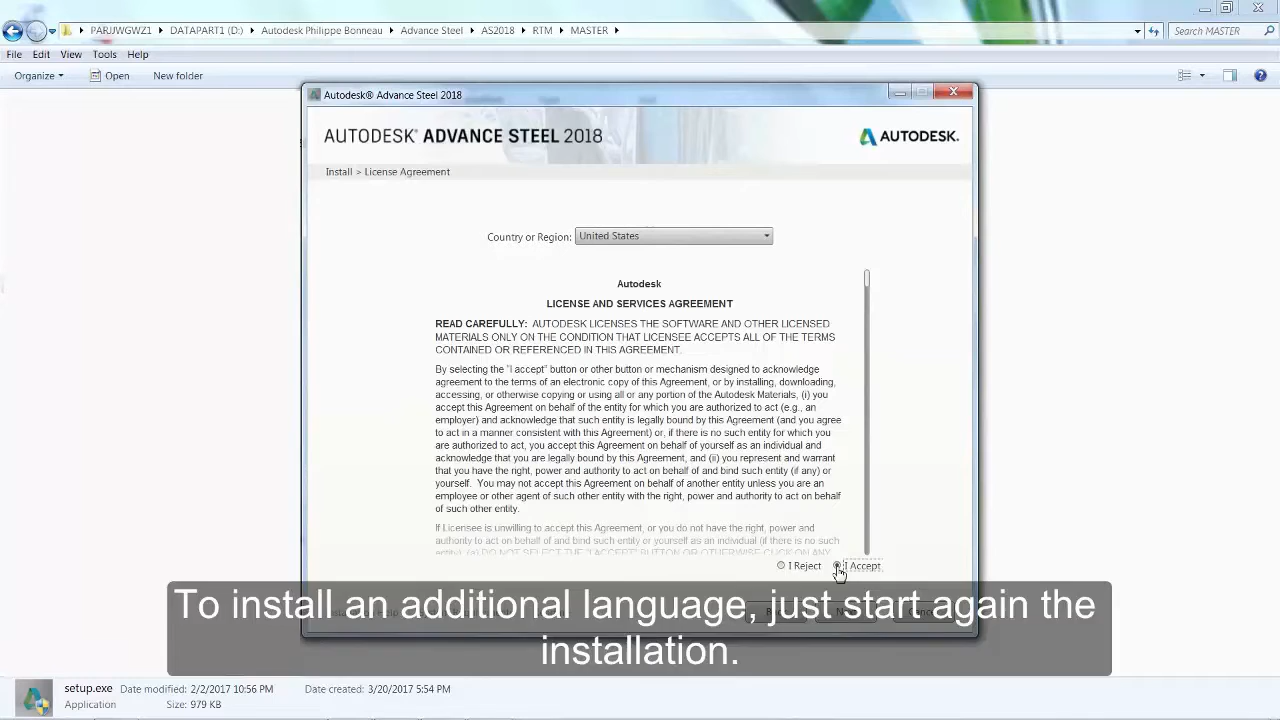 PARJWGWZ1 DATAPART1 (D:) Autodesk Philippe Bonneau Advance Steel AS2018 RTM MASTER
Search MASTER
File Edit View Tools Help
Organize Open New folder
Autodesk® Advance Steel 2018
AUTODESK® ADVANCE STEEL 2018
AUTODESK.
Install > License Agreement
Country or Region: United States
Autodesk
LICENSE AND SERVICES AGREEMENT
READ CAREFULLY: AUTODESK LICENSES THE SOFTWARE AND OTHER LICENSED
MATERIALS ONLY ON THE CONDITION THAT LICENSEE ACCEPTS ALL OF THE TERMS
CONTAINED OR REFERENCED IN THIS AGREEMENT.
By selecting the "I accept" button or other button or mechanism designed to acknowledge
agreement to the terms of an electronic copy of this Agreement, or by installing, downloading,
accessing, or otherwise copying or using all or any portion of the Autodesk Materials, (i) you
accept this Agreement on behalf of the entity for which you are authorized to act (e.g., an
employer) and acknowledge that such entity is legally bound by this Agreement (and you agree
to act in a manner consistent with this Agreement) or, if there is no such entity for which you
are authorized to act, you accept this Agreement on behalf of yourself as an individual and
acknowledge that you are legally bound by this Agreement, and (ii) you represent and warrant
that you have the right, power and authority to act on behalf of and bind such entity (if any) or
yourself. You may not accept this Agreement on behalf of another entity unless you are an
employee or other agent of such other entity with the right, power and authority to act on behalf
of such other entity.
If Licensee is unwilling to accept this Agreement, or you do not have the right, power and
authority to act on behalf of and bind such entity or yourself as an individual (if there is no such
entity), (a) DO NOT SELECT THE "I ACCEPT" BUTTON OR OTHERWISE CLICK ON ANY
I Reject I Accept
To install an additional language, just start again the
installation.
setup.exe Date modified: 2/2/2017 10:56 PM Date created: 3/20/2017 5:54 PM
Application Size: 979 KB